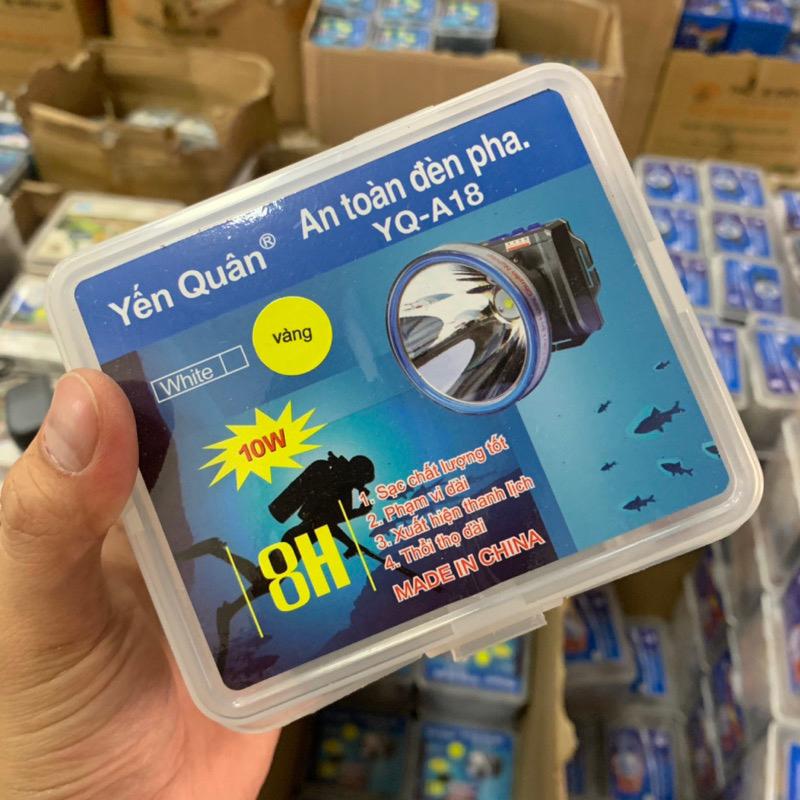 Yến Quân® An toàn đèn pha.
YQ-A18
vàng
White
10W
8H
1. Sạc chất lượng tốt
2. Phạm vi dài
3. Xuất hiện thanh lịch
4. Thỏi thọ dài
MADE IN CHINA